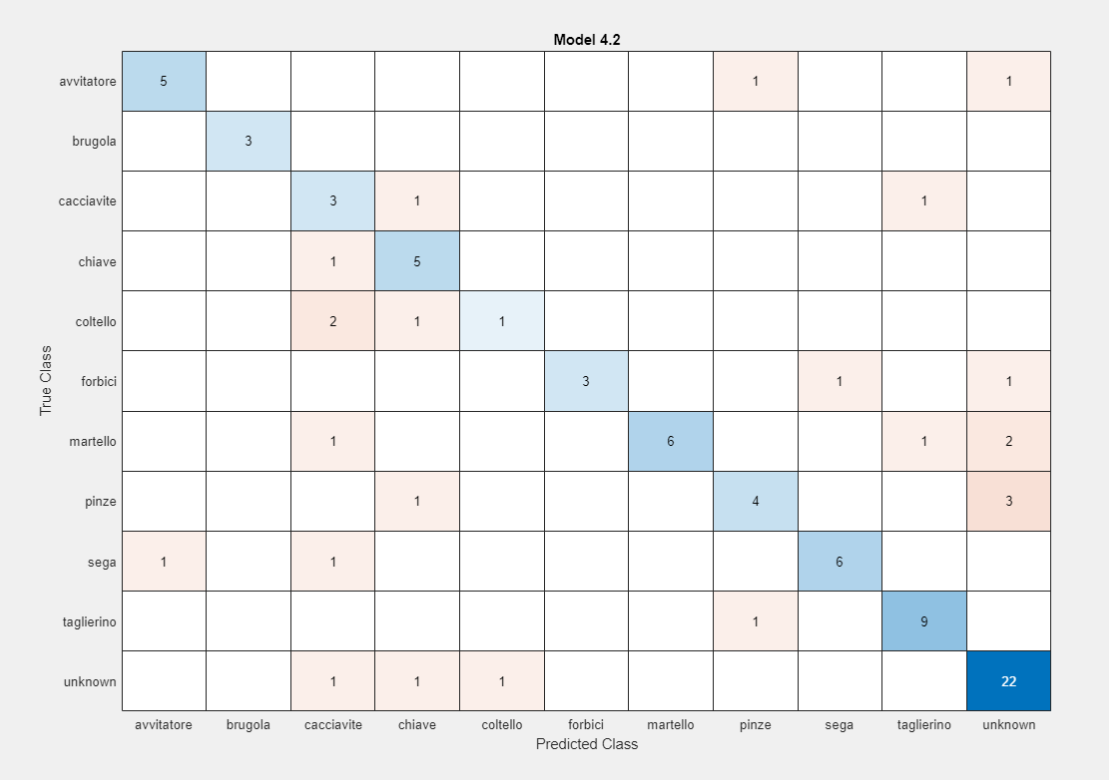 Model 4.2
True Class
avvitatore 5 1 1
brugola 3
cacciavite 3 1 1
chiave 1 5
coltello 2 1 1
forbici 3 1 1
martello 1 6 1 2
pinze 1 4 3
sega 1 1 6
taglierino 1 9
unknown 1 1 1 22
avvitatore brugola cacciavite chiave coltello forbici martello pinze sega taglierino unknown
Predicted Class